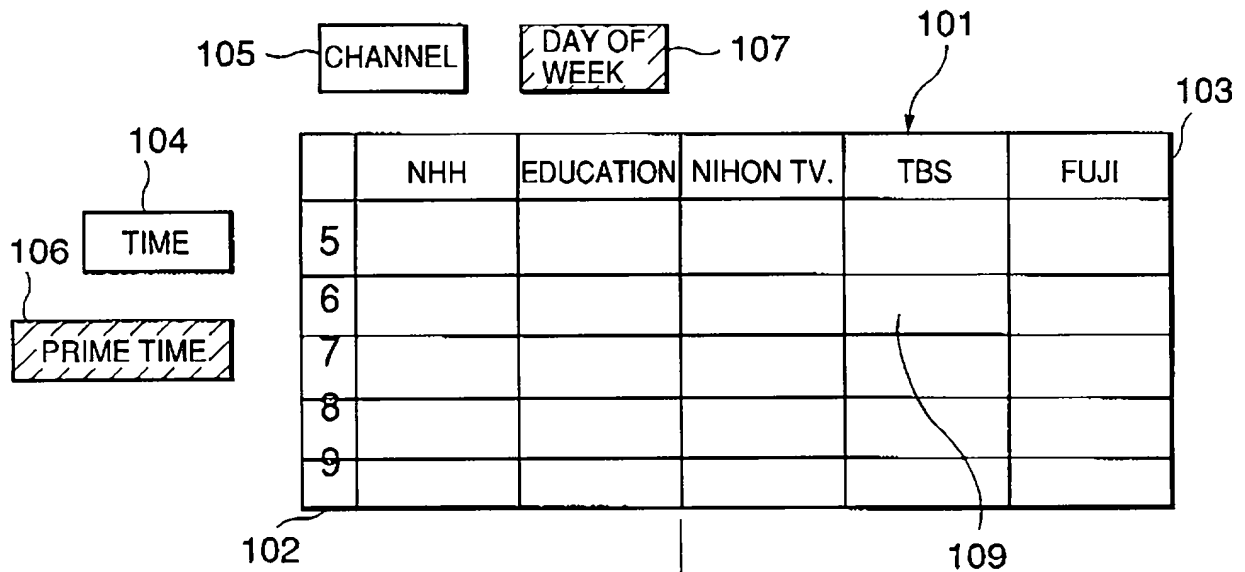 105 CHANNEL DAY OF WEEK 107 101
103
104
NHH EDUCATION NIHON TV. TBS FUJI
TIME
106
PRIME TIME
5
6
7
8
9
102
109